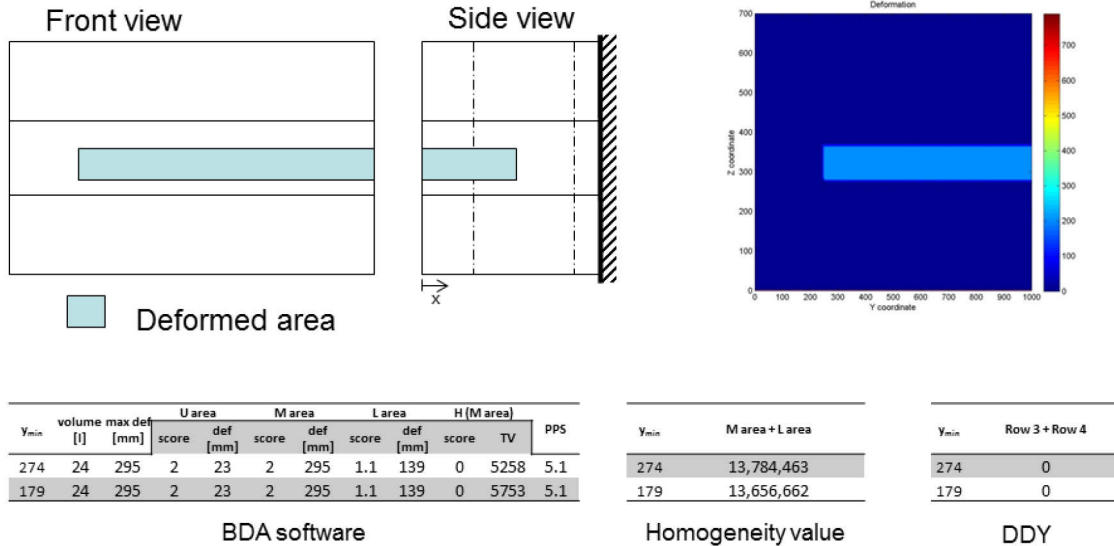 Front view
Side view
x
Deformed area
Deformation
700
600
500
400
300
200
100
0
Z coordinate
0 100 200 300 400 500 600 700 800 900 1000
Y coordinate
700
600
500
400
300
200
100
0
U area M area L area H (M area)
ymin volume [l] max def [mm] score def [mm] score def [mm] score def [mm] score TV PPS
274 24 295 2 23 2 295 1.1 139 0 5258 5.1
179 24 295 2 23 2 295 1.1 139 0 5753 5.1
BDA software
ymin M area + L area
274 13,784,463
179 13,656,662
Homogeneity value
ymin Row 3 + Row 4
274 0
179 0
DDY